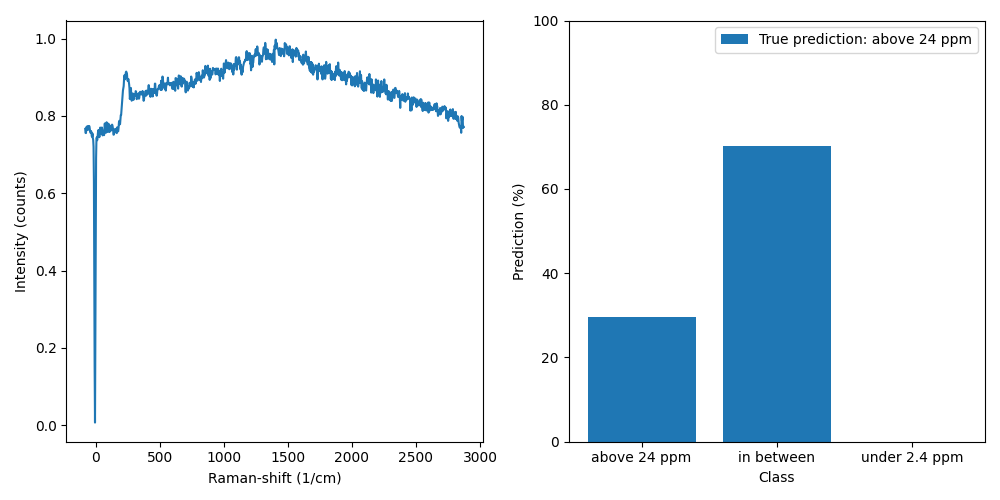 1.0
0.8
0.6
0.4
0.2
0.0
Intensity (counts)
0 500 1000 1500 2000 2500 3000
Raman-shift (1/cm)
100
80
60
40
20
0
Prediction (%)
True prediction: above 24 ppm
above 24 ppm in between under 2.4 ppm
Class